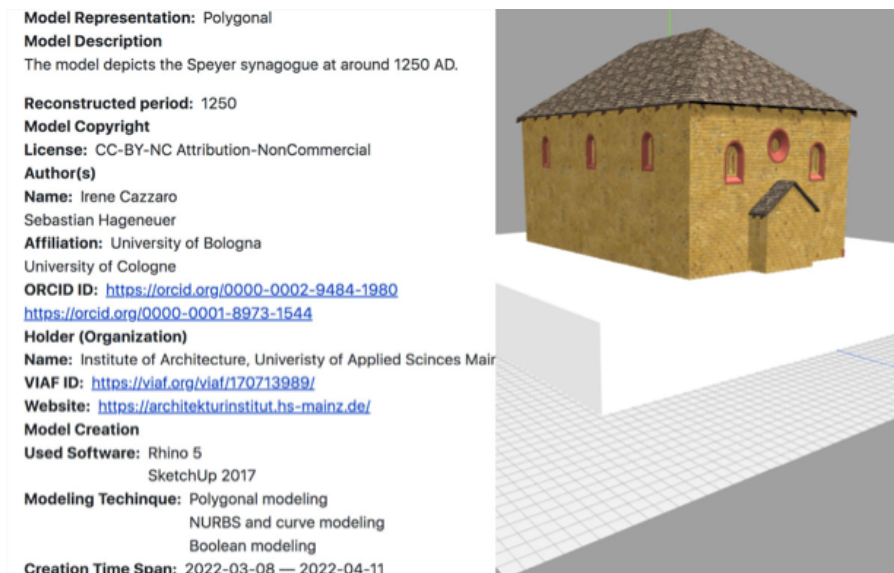 Model Representation: Polygonal
Model Description
The model depicts the Speyer synagogue at around 1250 AD.
Reconstructed period: 1250
Model Copyright
License: CC-BY-NC Attribution-NonCommercial
Author(s)
Name: Irene Cazzaro
Sebastian Hageneuer
Affiliation: University of Bologna
University of Cologne
ORCID ID: https://orcid.org/0000-0002-9484-1980
https://orcid.org/0000-0001-8973-1544
Holder (Organization)
Name: Institute of Architecture, Univeristy of Applied Scinces Mair
VIAF ID: https://viaf.org/viaf/170713989/
Website: https://architekturinstitut.hs-mainz.de/
Model Creation
Used Software: Rhino 5
SketchUp 2017
Modeling Techinque: Polygonal modeling
NURBS and curve modeling
Boolean modeling
Creation Time Span: 2022-03-08 — 2022-04-11